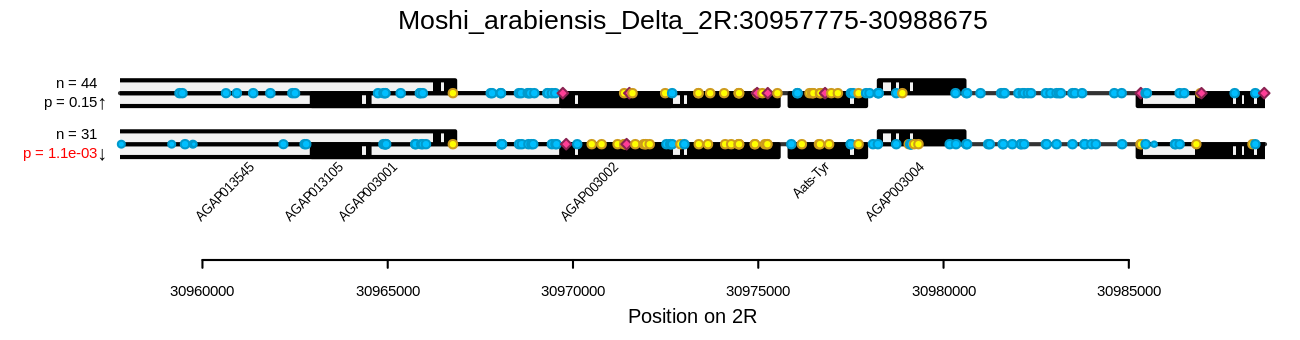 Moshi_arabiensis_Delta_2R:30957775-30988675
n = 44
p = 0.15↑
n = 31
p = 1.1e-03↓
AGAP013545
AGAP013105
AGAP003001
AGAP003002
Aats-Tyr
AGAP003004
30960000 30965000 30970000 30975000 30980000 30985000
Position on 2R